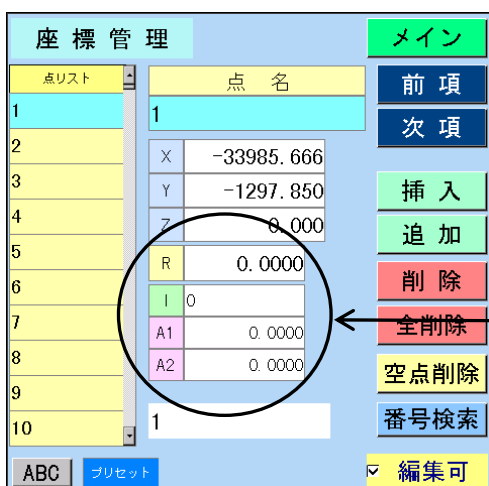 座標管理
メイン
点リスト
1
2
3
4
5
6
7
8
9
10
点 名
1
X -33985.666
Y -1297.850
Z 0.000
R 0.0000
I 0
A1 0.0000
A2 0.0000
1
前項
次項
挿入
追加
削除
全削除
空点削除
番号検索
ABC
プリセット
編集可